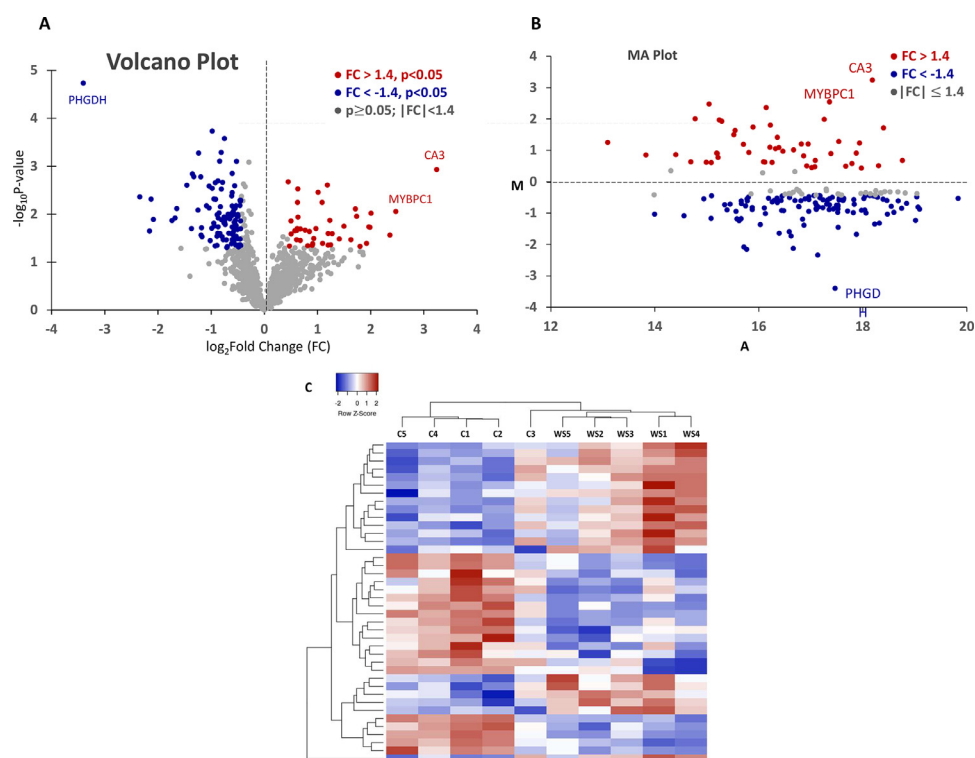 A
Volcano Plot
FC > 1.4, p<0.05
FC < -1.4, p<0.05
p≥0.05; |FC|<1.4
PHGDH
CA3
MYBPC1
-log10P-value
5
4
3
2
1
0
-4 -3 -2 -1 0 1 2 3 4
log2Fold Change (FC)
B
MA Plot
FC > 1.4
FC < -1.4
|FC| ≤ 1.4
CA3
MYBPC1
PHGD
H
M
4
3
2
1
0
-1
-2
-3
-4
12 14 16 18 20
A
C
-2 0 1 2
Row Z-Score
C5 C4 C1 C2 C3 WS5 WS2 WS3 WS1 WS4